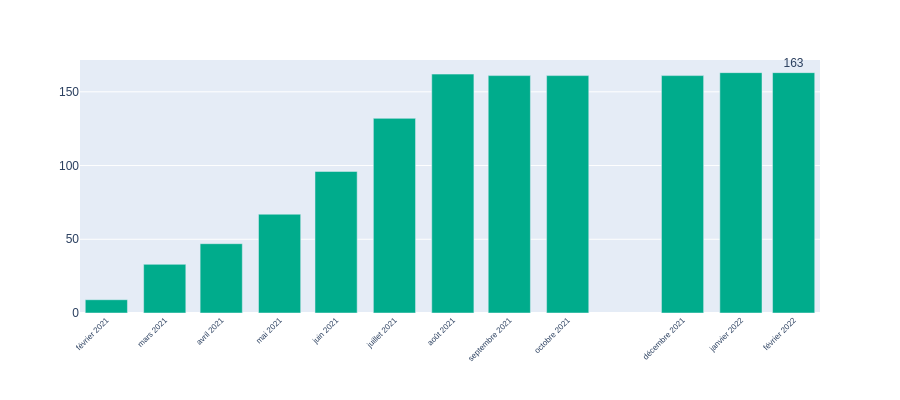 163
150
100
50
0
février 2021
mars 2021
avril 2021
mai 2021
juin 2021
juillet 2021
août 2021
septembre 2021
octobre 2021
décembre 2021
janvier 2022
février 2022